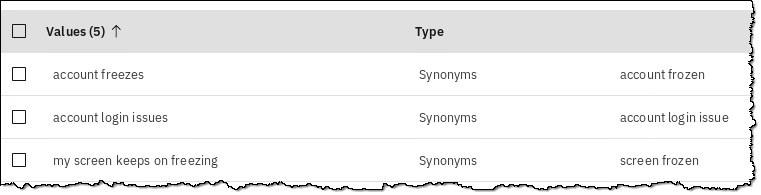 Values (5) ↑ Type
account freezes Synonyms account frozen
account login issues Synonyms account login issue
my screen keeps on freezing Synonyms screen frozen